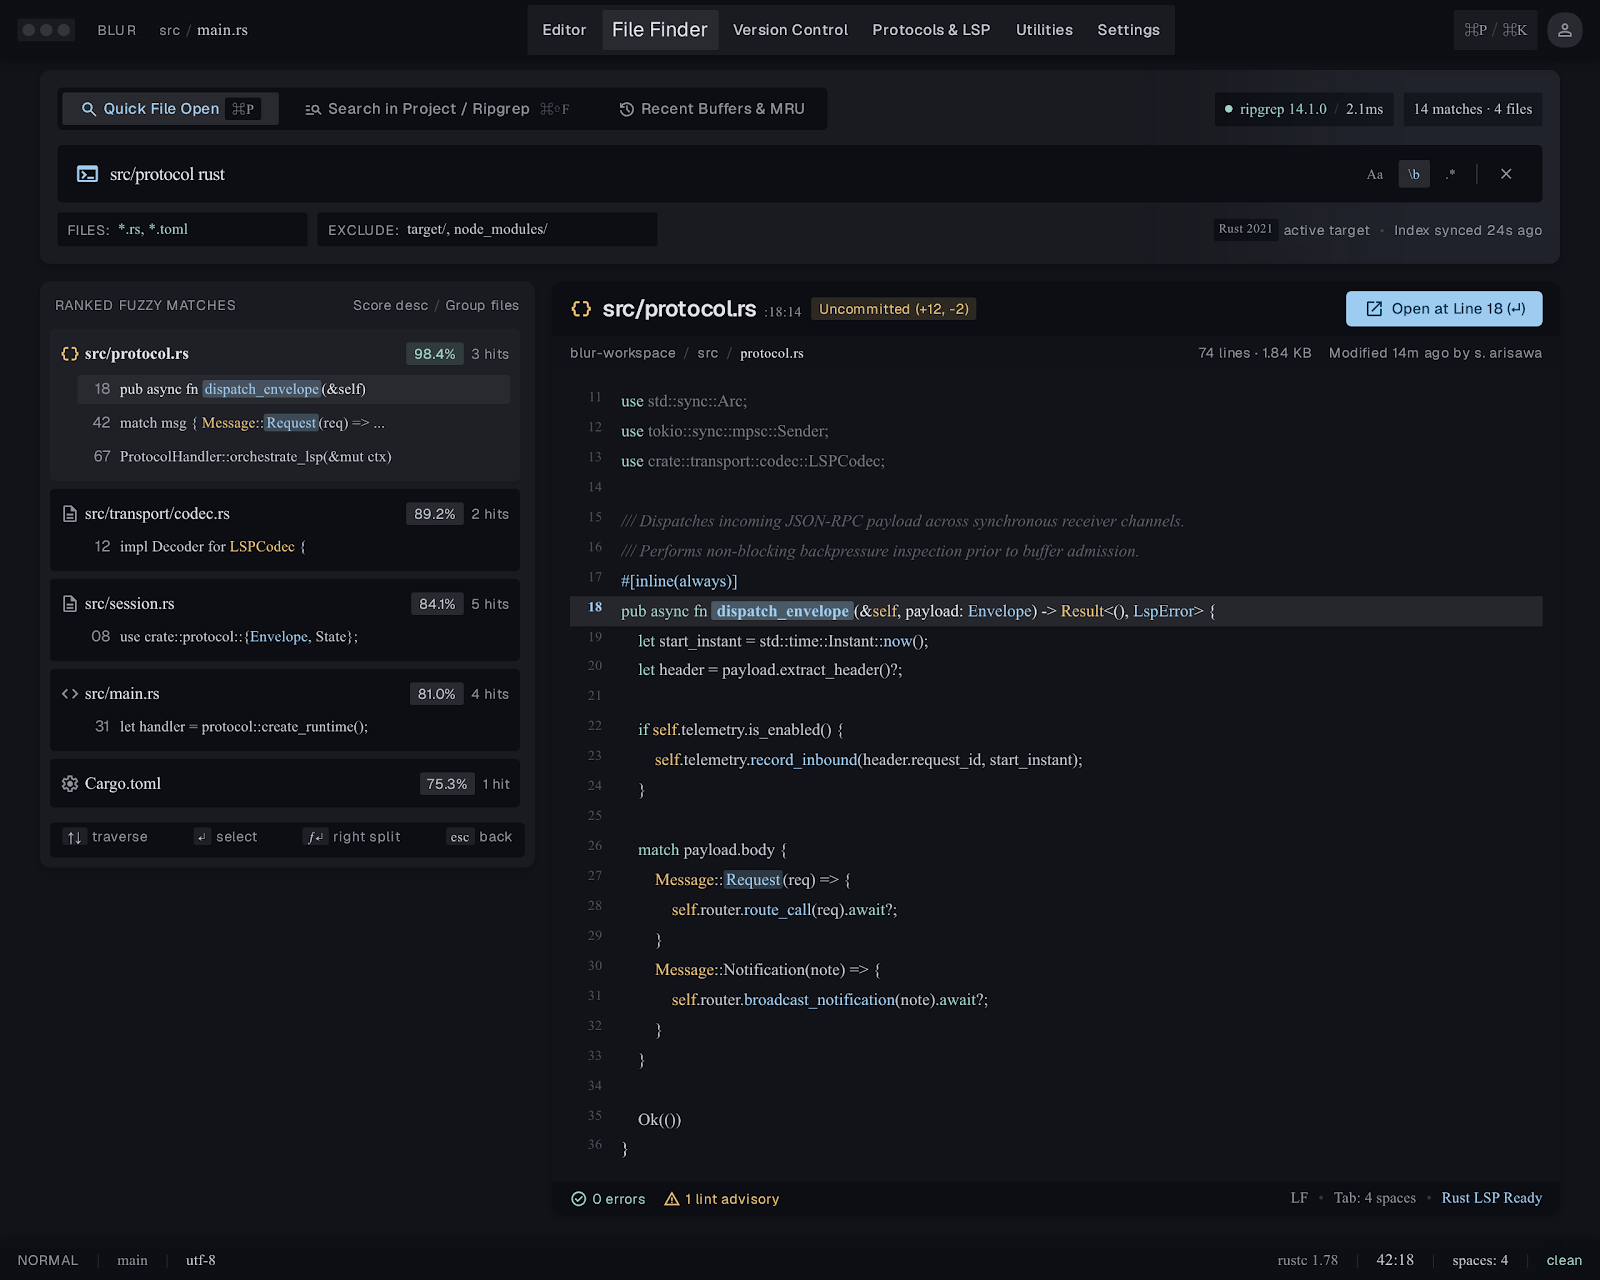 BLUR src / main.rs Editor File Finder Version Control Protocols & LSP Utilities Settings ⌘P / ⌘K
Quick File Open ⌘P Search in Project / Ripgrep Recent Buffers & MRU ripgrep 14.1.0 / 2.1ms 14 matches · 4 files
src/protocol rust Aa \b .*
FILES: *.rs, *.toml EXCLUDE: target/, node_modules/ Rust 2021 active target • Index synced 24s ago
RANKED FUZZY MATCHES Score desc / Group files
src/protocol.rs 98.4% 3 hits
18 pub async fn dispatch_envelope(&self)
42 match msg { Message::Request(req) => ...
67 ProtocolHandler::orchestrate_lsp(&mut ctx)
src/transport/codec.rs 89.2% 2 hits
12 impl Decoder for LSPCodec {
src/session.rs 84.1% 5 hits
08 use crate::protocol::{Envelope, State};
src/main.rs 81.0% 4 hits
31 let handler = protocol::create_runtime();
Cargo.toml 75.3% 1 hit
↑↓ traverse ↵ select ƒ↵ right split esc back
{} src/protocol.rs :18:14 Uncommitted (+12, -2) Open at Line 18 (↵)
blur-workspace / src / protocol.rs 74 lines · 1.84 KB Modified 14m ago by s. arisawa
11 use std::sync::Arc;
12 use tokio::sync::mpsc::Sender;
13 use crate::transport::codec::LSPCodec;
14
15 /// Dispatches incoming JSON-RPC payload across synchronous receiver channels.
16 /// Performs non-blocking backpressure inspection prior to buffer admission.
17 #[inline(always)]
18 pub async fn dispatch_envelope(&self, payload: Envelope) -> Result<(), LspError> {
19 let start_instant = std::time::Instant::now();
20 let header = payload.extract_header()?;
21
22 if self.telemetry.is_enabled() {
23 self.telemetry.record_inbound(header.request_id, start_instant);
24 }
25
26 match payload.body {
27 Message::Request(req) => {
28 self.router.route_call(req).await?;
29 }
30 Message::Notification(note) => {
31 self.router.broadcast_notification(note).await?;
32 }
33 }
34
35 Ok(())
36 }
0 errors 1 lint advisory LF • Tab: 4 spaces • Rust LSP Ready
NORMAL main utf-8 rustc 1.78 42:18 spaces: 4 clean